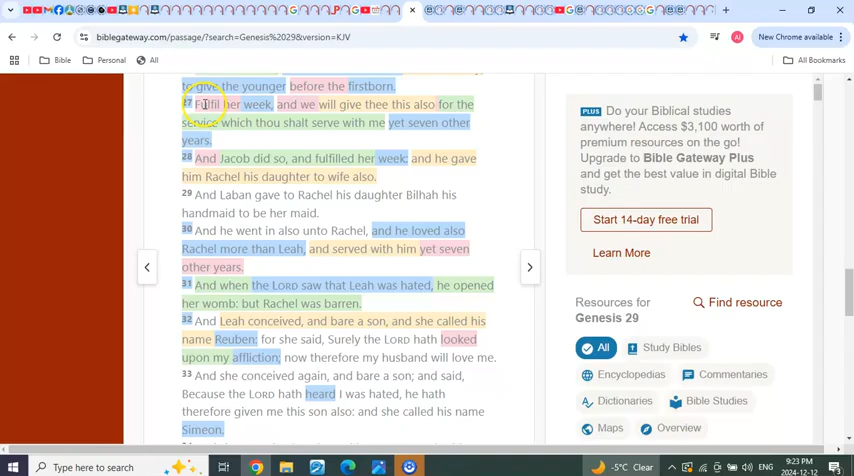 biblegateway.com/passage/?search=Genesis%2029&version=KJV
AI
New Chrome available
Bible
Personal
All
All Bookmarks
to give the younger before the firstborn.
27 Fulfil her week, and we will give thee this also for the
service which thou shalt serve with me yet seven other
years.
28 And Jacob did so, and fulfilled her week: and he gave
him Rachel his daughter to wife also.
29 And Laban gave to Rachel his daughter Bilhah his
handmaid to be her maid.
30 And he went in also unto Rachel, and he loved also
Rachel more than Leah, and served with him yet seven
other years.
31 And when the LORD saw that Leah was hated, he opened
her womb: but Rachel was barren.
32 And Leah conceived, and bare a son, and she called his
name Reuben: for she said, Surely the LORD hath looked
upon my affliction; now therefore my husband will love me.
33 And she conceived again, and bare a son; and said,
Because the LORD hath heard I was hated, he hath
therefore given me this son also: and she called his name
Simeon.
PLUS Do your Biblical studies
anywhere! Access $3,100 worth of
premium resources on the go!
Upgrade to Bible Gateway Plus
and get the best value in digital Bible
study.
Start 14-day free trial
Learn More
Resources for
Genesis 29
Find resource
All
Study Bibles
Encyclopedias
Commentaries
Dictionaries
Bible Studies
Maps
Overview
Type here to search
-5°C Clear
ENG
9:23 PM
2024-12-12